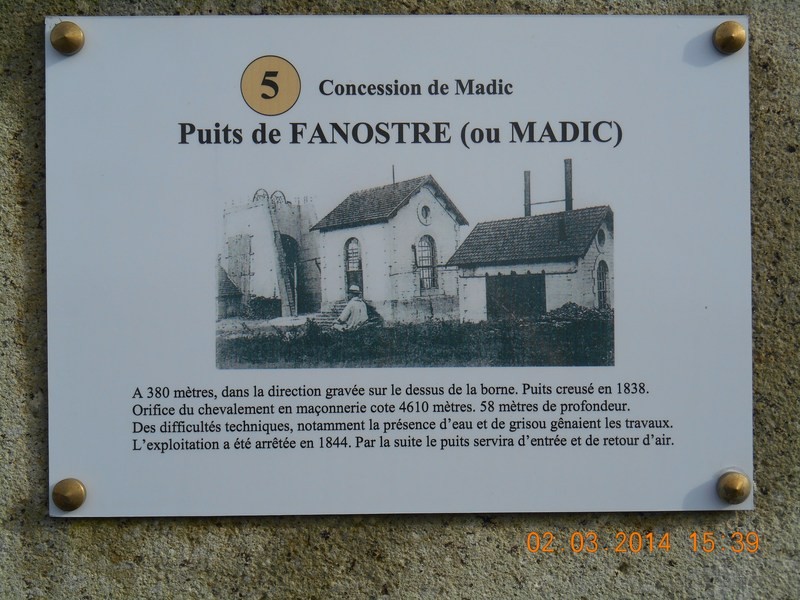 5 Concession de Madic
Puits de FANOSTRE (ou MADIC)
A 380 mètres, dans la direction gravée sur le dessus de la borne. Puits creusé en 1838.
Orifice du chevalement en maçonnerie cote 4610 mètres. 58 mètres de profondeur.
Des difficultés techniques, notamment la présence d'eau et de grisou gênaient les travaux.
L'exploitation a été arrêtée en 1844. Par la suite le puits servira d'entrée et de retour d'air.
02.03.2014 15:39